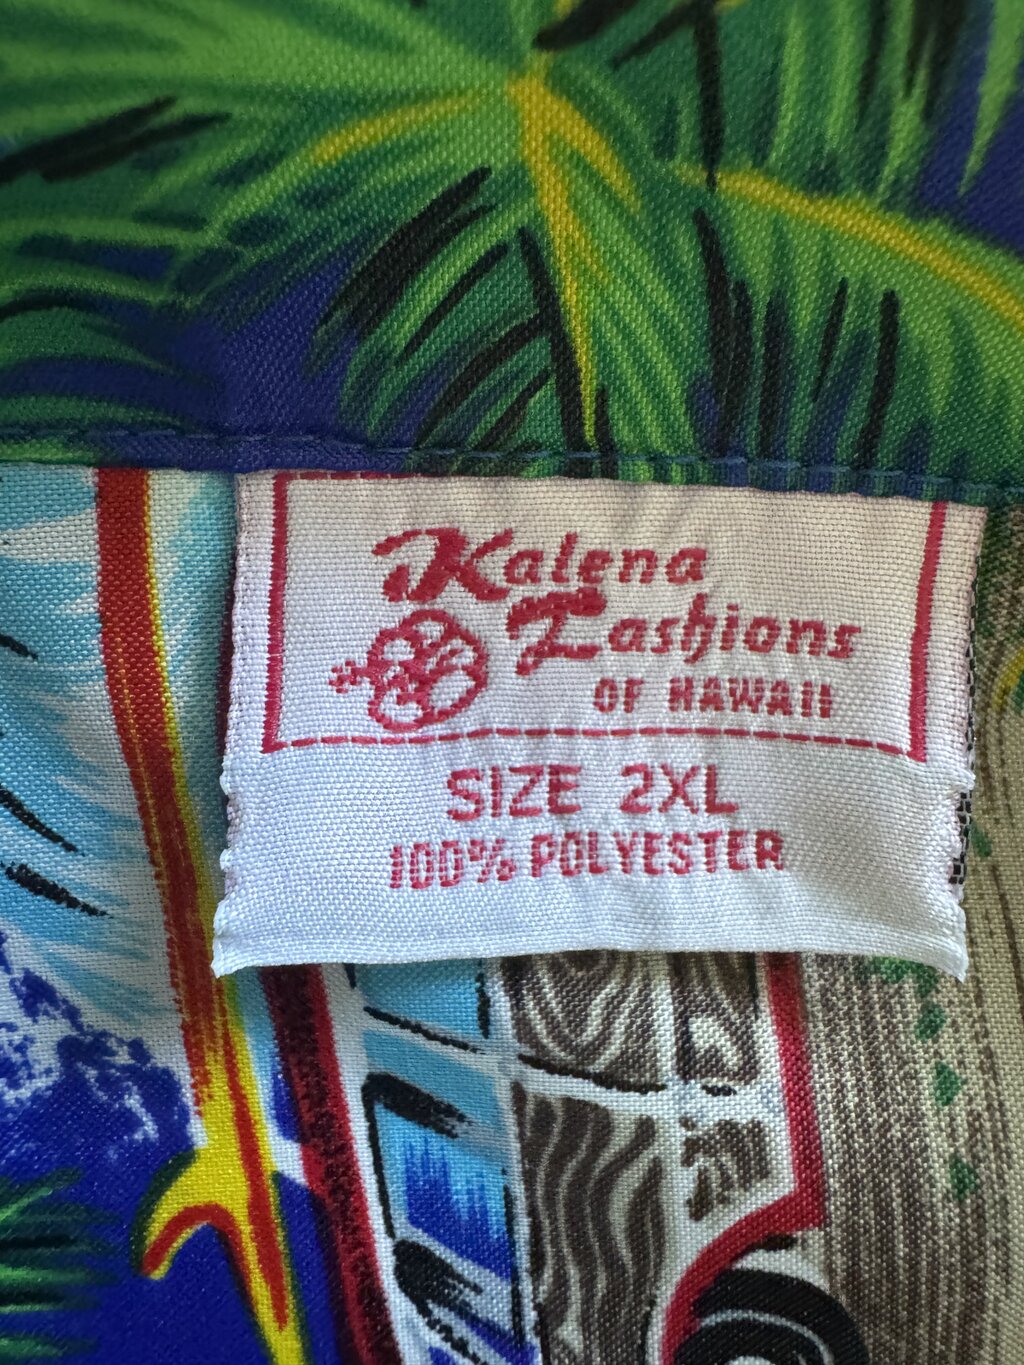 Kalena
Fashions
OF HAWAII
SIZE 2XL
100% POLYESTER